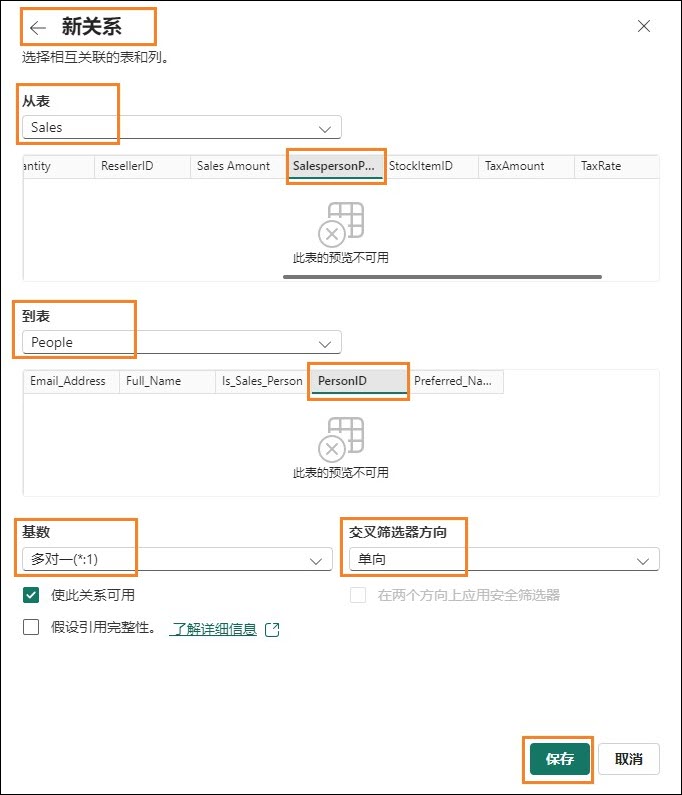 新关系
选择相互关联的表和列。
从表
Sales
antity ResellerID Sales Amount SalespersonP... StockItemID TaxAmount TaxRate
此表的预览不可用
到表
People
Email_Address Full_Name Is_Sales_Person PersonID Preferred_Na...
此表的预览不可用
基数 交叉筛选器方向
多对一(*:1) 单向
使此关系可用 在两个方向上应用安全筛选器
假设引用完整性。 了解详细信息
保存 取消